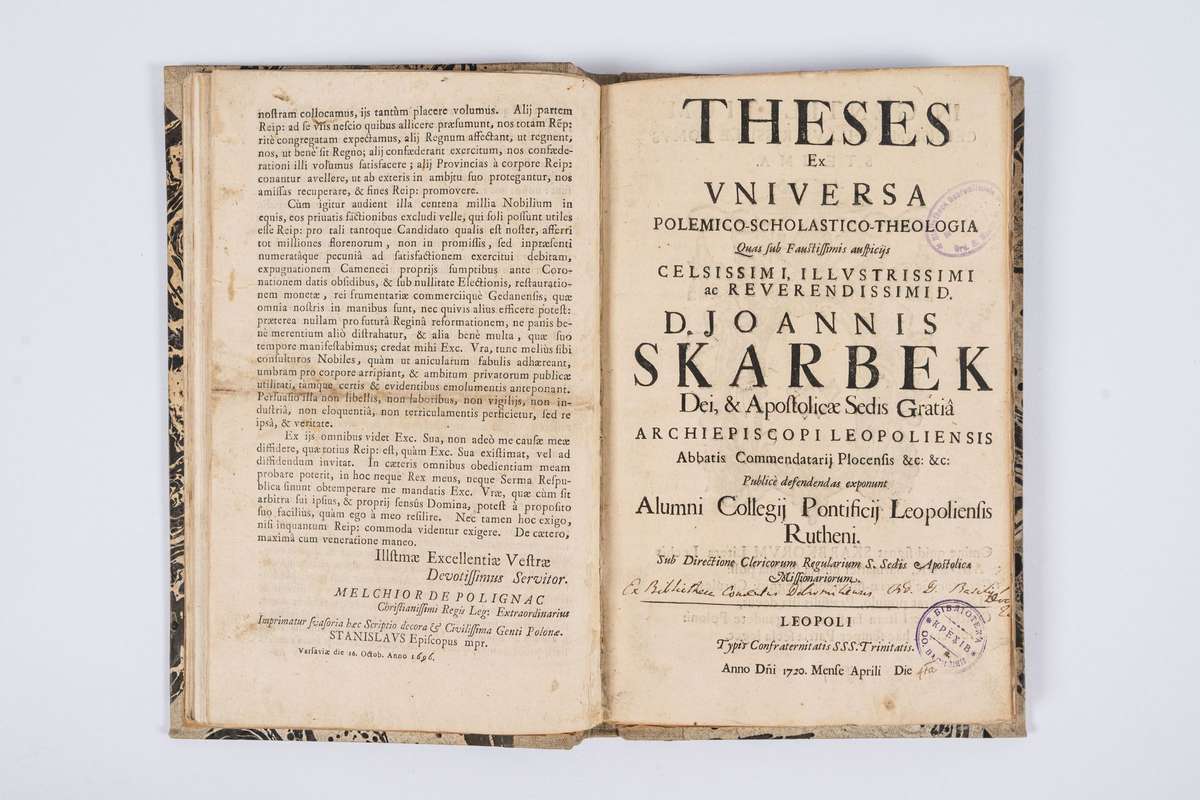 nostram collocamus, ijs tantùm placere volumus. Alij partem
Reip: ad se vijs nescio quibus allicere præsumunt, nos totam Rẽp:
ritè congregatam expectamus, alij Regnum affectant, ut regnent,
nos, ut benè sit Regno; alij confæderant exercitum, nos confæde-
rationi illi volumus satisfacere; alij Provincias à corpore Reip:
conantur avellere, ut ab exteris in ambjtu suo protegantur, nos
amissas recuperare, & fines Reip: promovere.
Cùm igitur audient illa centena millia Nobilium in
equis, eos priuatis factionibus excludi velle, qui soli possunt utiles
esse Reip: pro tali tantoque Candidato qualis est noster, afferri
tot milliones florenorum, non in promissis, sed inpræsenti
numeratâque pecuniâ ad satisfactionem exercitui debitam,
expugnationem Cameneci proprijs sumptibus ante Coro-
nationem datis obsidibus, & sub nullitate Electionis, restauratio-
nem monetæ, rei frumentariæ commercijquè Gedanensis, quæ
omnia nostris in manibus sunt, nec quivis alius efficere potest:
præterea nullam pro futurâ Reginâ reformationem, ne panis be-
nè merentium aliò distrahatur, & alia benè multa, quæ suo
tempore manifestabimus; credat mihi Exc. Vra, tunc meliùs sibi
consulturos Nobiles, quàm ut anicularum fabulis adhæreant,
umbram pro corpore arripiant, & ambitum privatorum publicæ
utilitati, tamque certis & evidentibus emolumentis anteponant.
Persuasio illa non libellis, non laboribus, non vigilijs, non in-
dustriâ, non eloquentiâ, non terriculamentis perficietur, sed re
ipsâ, & veritate.
Ex ijs omnibus videt Exc. Sua, non adeò me causæ meæ
diffidere, quæ totius Reip: est, quàm Exc. Sua existimat, vel ad
diffidendum invitat. In cæteris omnibus obedientiam meam
probare poterit, in hoc neque Rex meus, neque Serma Respu-
blica sinunt obtemperare me mandatis Exc. Vræ, quæ cùm sit
arbitra sui ipsius, & proprij sensûs Domina, potest à proposito
suo faciliùs, quàm ego à meo resilire. Nec tamen hoc exigo,
nisi inquantum Reip: commoda videntur exigere. De cætero,
maximâ cum veneratione maneo.
Illstmæ Excellentiæ Vestræ
Devotissimus Servitor.
MELCHIOR DE POLIGNAC
Christianissimi Regis Leg: Extraordinarius
Imprimatur suasoria hæc Scriptio decora & Civilissima Genti Polonæ.
STANISLAVS Episcopus mpr.
Varsaviæ die 16. Octob. Anno 1696.
THESES
Ex
VNIVERSA
POLEMICO-SCHOLASTICO-THEOLOGIA
Quas sub Faustissimis auspicijs
CELSISSIMI, ILLVSTRISSIMI
ac REVERENDISSIMI D.
D. JOANNIS
SKARBEK
Dei, & Apostolicæ Sedis Gratiâ
ARCHIEPISCOPI LEOPOLIENSIS
Abbatis Commendatarij Plocensis &c: &c:
Publicè defendendas exponunt
Alumni Collegij Pontificij Leopoliensis
Rutheni.
Sub Directione Clericorum Regularium S. Sedis Apostolicæ
Missionariorum.
Ex Bibliotheca
LEOPOLI
Typis Confraternitatis SSS. Trinitatis.
Anno Dñi 1720. Mense Aprili Die 4ta
БІБЛІОТЕКА
КРЕХІВ